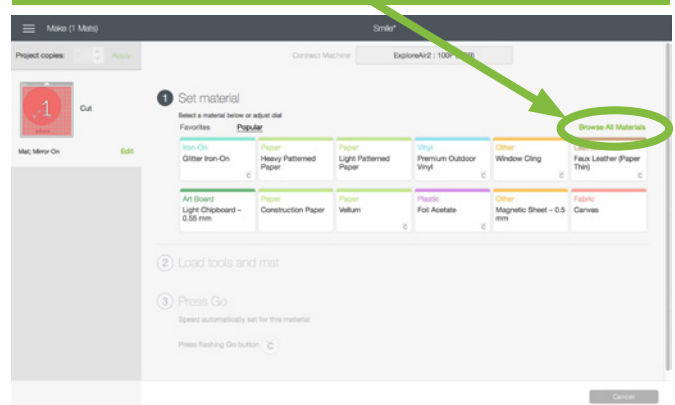 Make (1 Mats)
Smile*
Project copies:
Apply
Connect Machine
Cut
Mat; Mirror On
Edit
1 Set material
Select a material below or adjust dial
Favorites Popular
Browse All Materials
Iron-On
Glitter Iron-On
Paper
Heavy Patterned
Paper
Paper
Light Patterned
Paper
Vinyl
Premium Outdoor
Vinyl
Other
Window Cling
Faux Leather (Paper
Thin)
Art Board
Light Chipboard –
0.55 mm
Paper
Construction Paper
Paper
Vellum
Plastic
Foil Acetate
Other
Magnetic Sheet – 0.5
mm
Fabric
Canvas
2 Load tools and mat
3 Press Go
Speed automatically set for this material
Press flashing Go button
Cancel